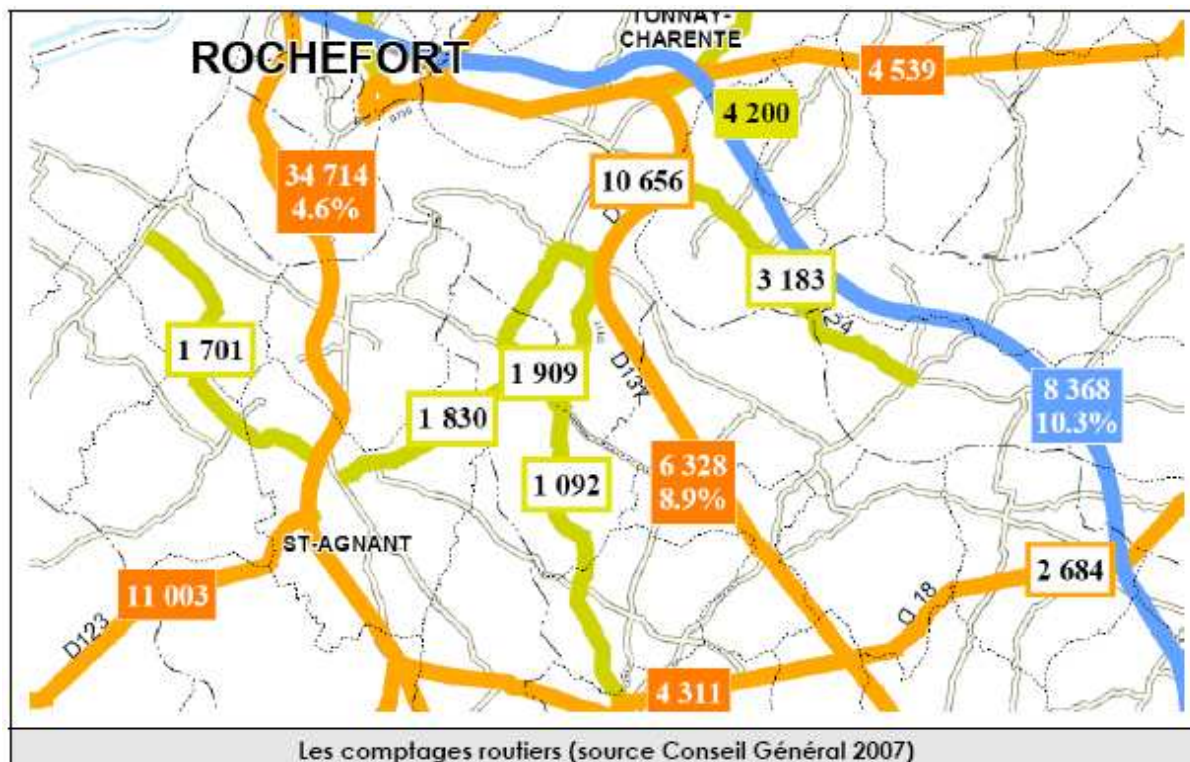 TONNAY-
CHARENTE
ROCHEFORT
4 539
4 200
34 714
4.6%
10 656
3 183
1 701
1 909
1 830
8 368
10.3%
6 328
8.9%
1 092
ST-AGNANT
2 684
11 003
D123
D 18
4 311
Les comptages routiers (source Conseil Général 2007)